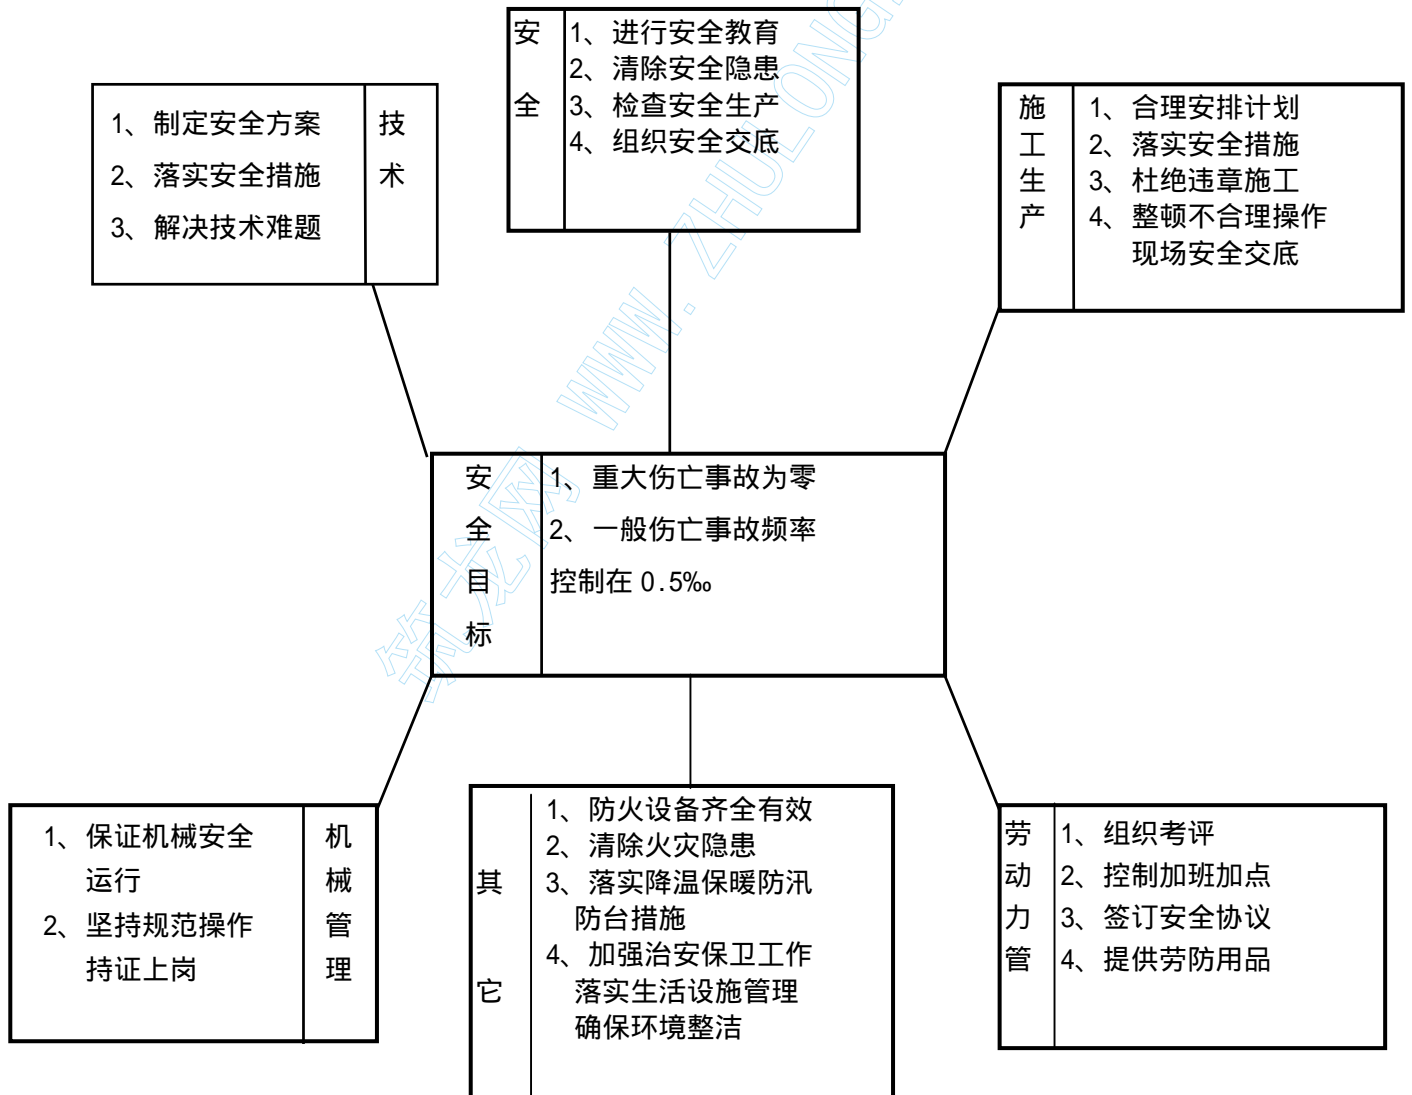 安全
1、进行安全教育
2、清除安全隐患
3、检查安全生产
4、组织安全交底
1、制定安全方案
2、落实安全措施
3、解决技术难题
技术
施工生产
1、合理安排计划
2、落实安全措施
3、杜绝违章施工
4、整顿不合理操作
现场安全交底
安全目标
1、重大伤亡事故为零
2、一般伤亡事故频率
控制在 0.5‰
1、保证机械安全
运行
2、坚持规范操作
持证上岗
机械管理
其它
1、防火设备齐全有效
2、清除火灾隐患
3、落实降温保暖防汛
防台措施
4、加强治安保卫工作
落实生活设施管理
确保环境整洁
劳动力管
1、组织考评
2、控制加班加点
3、签订安全协议
4、提供劳防用品
筑龙网 WWW.ZHULONG